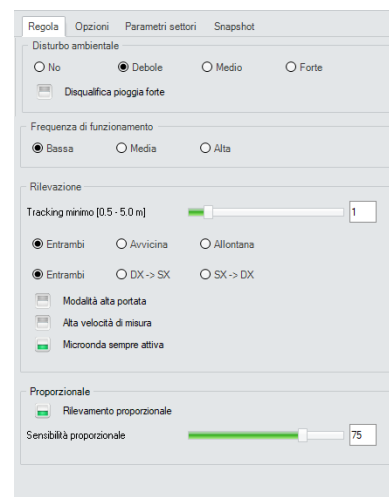 Regola Opzioni Parametri settori Snapshot
Disturbo ambientale
No Debole Medio Forte
Disqualifica pioggia forte
Frequenza di funzionamento
Bassa Media Alta
Rilevazione
Tracking minimo [0.5 - 5.0 m] 1
Entrambi Avvicina Allontana
Entrambi DX -> SX SX -> DX
Modalità alta portata
Alta velocità di misura
Microonda sempre attiva
Proporzionale
Rilevamento proporzionale
Sensibilità proporzionale 75